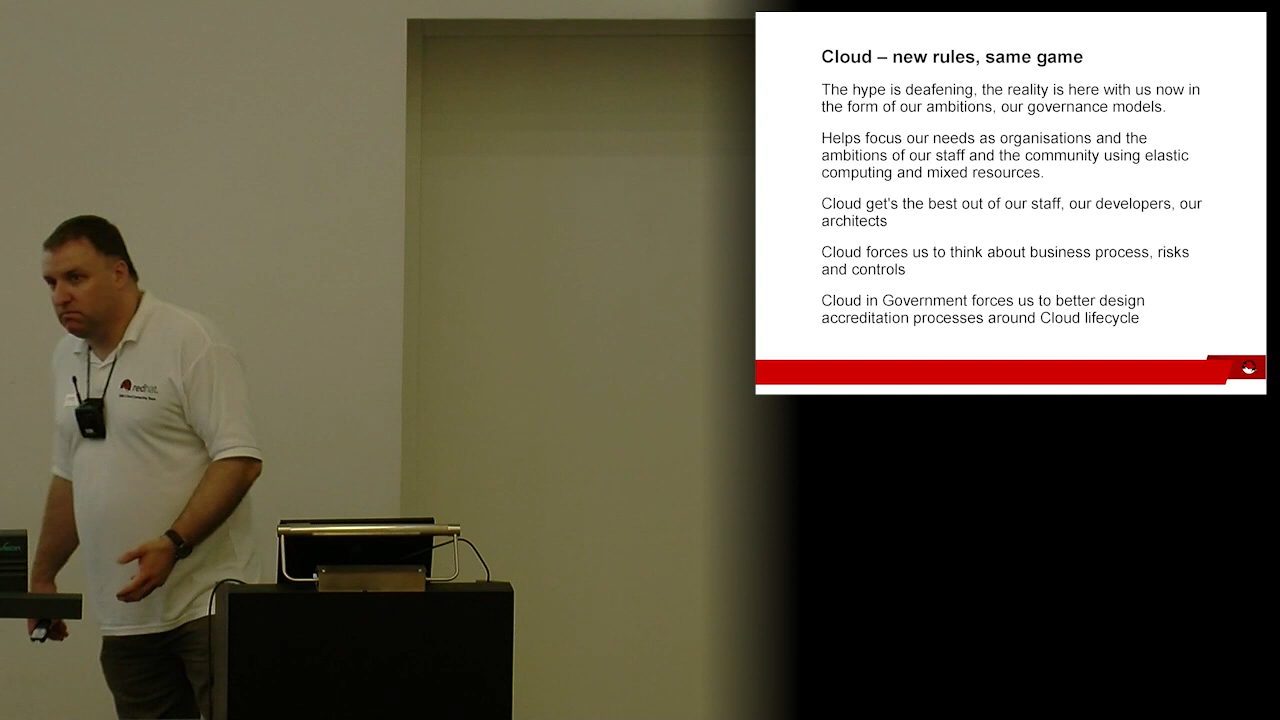 Cloud – new rules, same game
The hype is deafening, the reality is here with us now in
the form of our ambitions, our governance models.
Helps focus our needs as organisations and the
ambitions of our staff and the community using elastic
computing and mixed resources.
Cloud get's the best out of our staff, our developers, our
architects
Cloud forces us to think about business process, risks
and controls
Cloud in Government forces us to better design
accreditation processes around Cloud lifecycle
redhat.